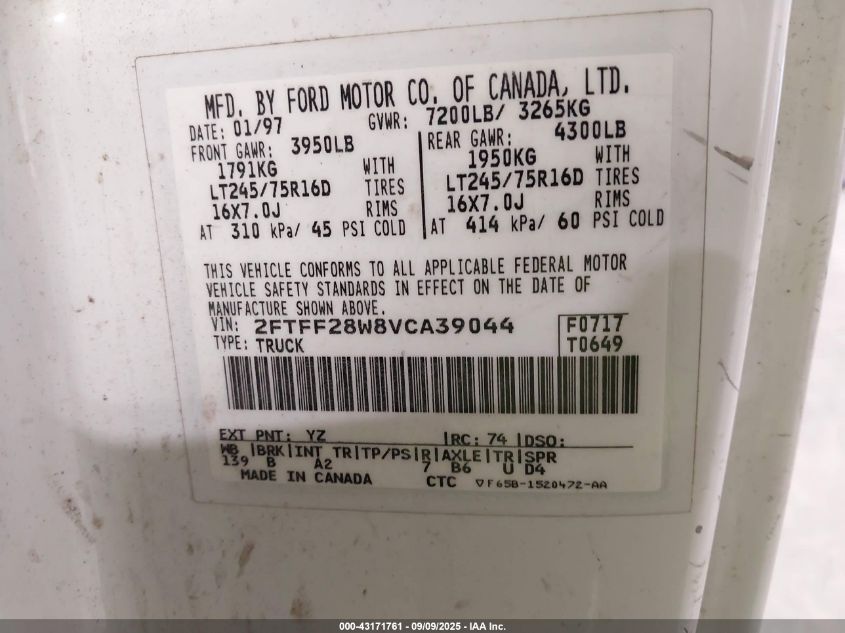 MFD. BY FORD MOTOR CO. OF CANADA, LTD.
DATE: 01/97 GVWR: 7200LB/ 3265KG
FRONT GAWR: 3950LB REAR GAWR: 4300LB
1791KG WITH 1950KG WITH
LT245/75R16D TIRES LT245/75R16D TIRES
16X7.0J RIMS 16X7.0J RIMS
AT 310 kPa/ 45 PSI COLD AT 414 kPa/ 60 PSI COLD
THIS VEHICLE CONFORMS TO ALL APPLICABLE FEDERAL MOTOR
VEHICLE SAFETY STANDARDS IN EFFECT ON THE DATE OF
MANUFACTURE SHOWN ABOVE.
VIN: 2FTFF28W8VCA39044 F0717
TYPE: TRUCK T0649
EXT PNT: YZ RC: 74 DSO:
WB BRK INT TR TP/PS R AXLE TR SPR
139 B A2 7 B6 U D4
MADE IN CANADA CTC ▽F65B-1520472-AA
000-43171761 - 09/09/2025 - IAA Inc.